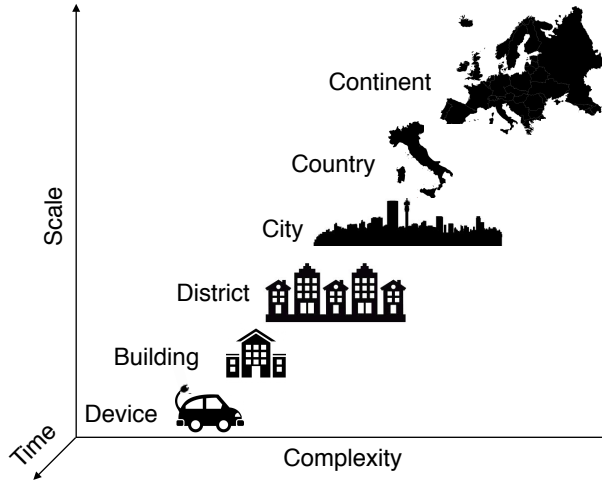 Continent
Country
City
District
Building
Device
Scale
Time
Complexity